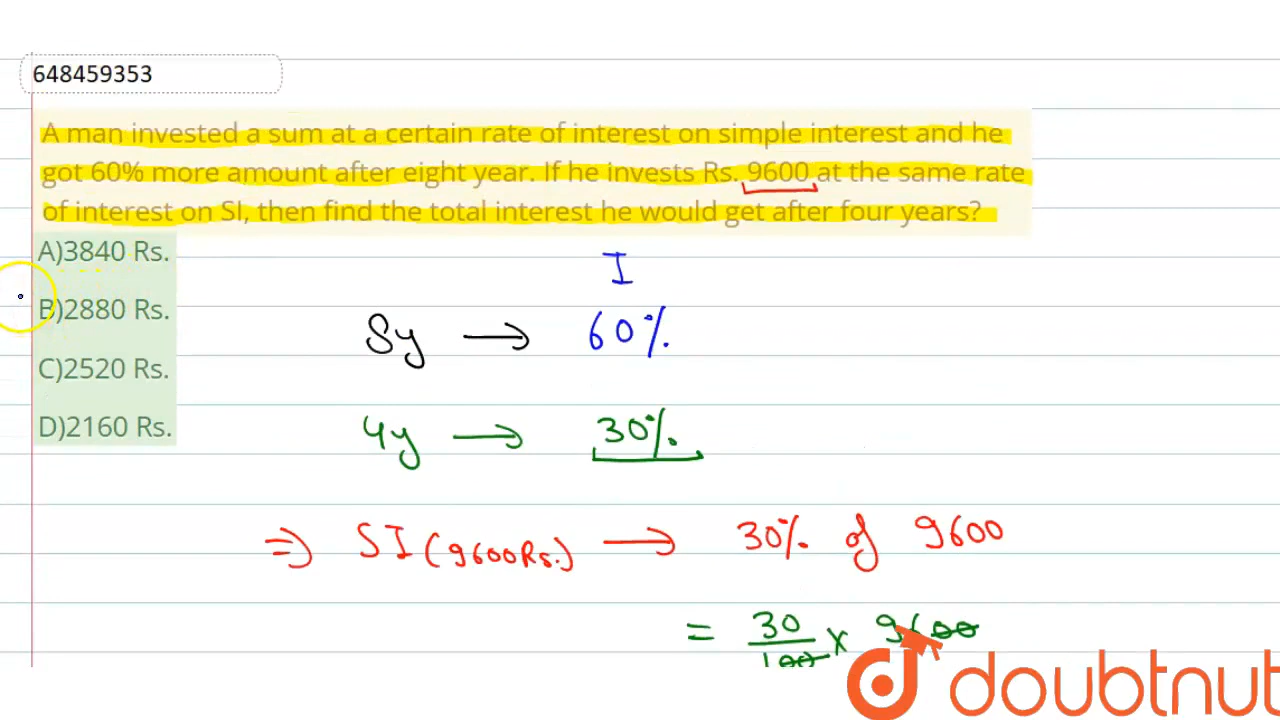 648459353
A man invested a sum at a certain rate of interest on simple interest and he
got 60% more amount after eight year. If he invests Rs. 9600 at the same rate
of interest on SI, then find the total interest he would get after four years?
A)3840 Rs.
B)2880 Rs.
C)2520 Rs.
D)2160 Rs.
I
8y → 60%.
4y → 30%.
⇒ SI (9600Rs.) → 30% of 9600
= 30/100 x 9600
doubtnut